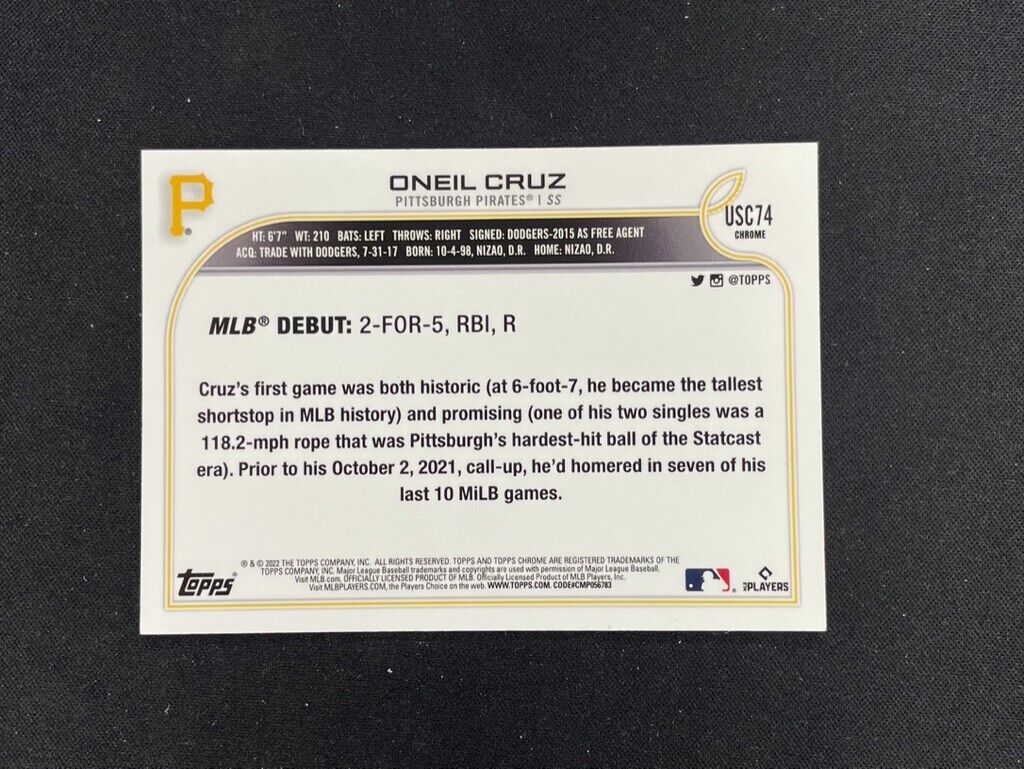 P
ONEIL CRUZ
PITTSBURGH PIRATES® | SS
USC74
CHROME
HT: 6'7" WT: 210 BATS: LEFT THROWS: RIGHT SIGNED: DODGERS-2015 AS FREE AGENT
ACQ: TRADE WITH DODGERS, 7-31-17 BORN: 10-4-98, NIZAO, D.R. HOME: NIZAO, D.R.
@TOPPS
MLB® DEBUT: 2-FOR-5, RBI, R
Cruz's first game was both historic (at 6-foot-7, he became the tallest
shortstop in MLB history) and promising (one of his two singles was a
118.2-mph rope that was Pittsburgh's hardest-hit ball of the Statcast
era). Prior to his October 2, 2021, call-up, he'd homered in seven of his
last 10 MiLB games.
® & © 2022 THE TOPPS COMPANY, INC. ALL RIGHTS RESERVED. TOPPS AND TOPPS CHROME ARE REGISTERED TRADEMARKS OF THE
TOPPS COMPANY, INC. Major League Baseball trademarks and copyrights are used with permission of Major League Baseball.
Visit MLB.com. OFFICIALLY LICENSED PRODUCT OF MLB. Officially Licensed Product of MLB Players, Inc.
Visit MLBPLAYERS.COM, the Players Choice on the web. WWW.TOPPS.COM. CODE#CMP056783
TOPPS®
MLB PLAYERS